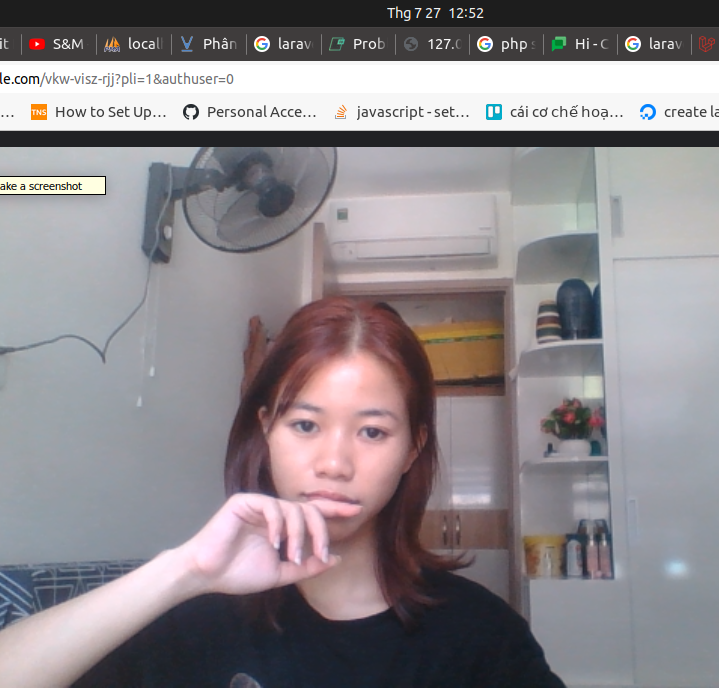 Thg 7 27 12:52
it S&M locall Phân larav Prob 127.0 php s Hi - C larav
le.com/vkw-visz-rjj?pli=1&authuser=0
... TNS How to Set Up... Personal Acce... javascript - set... cái cơ chế hoạ... create la
ake a screenshot